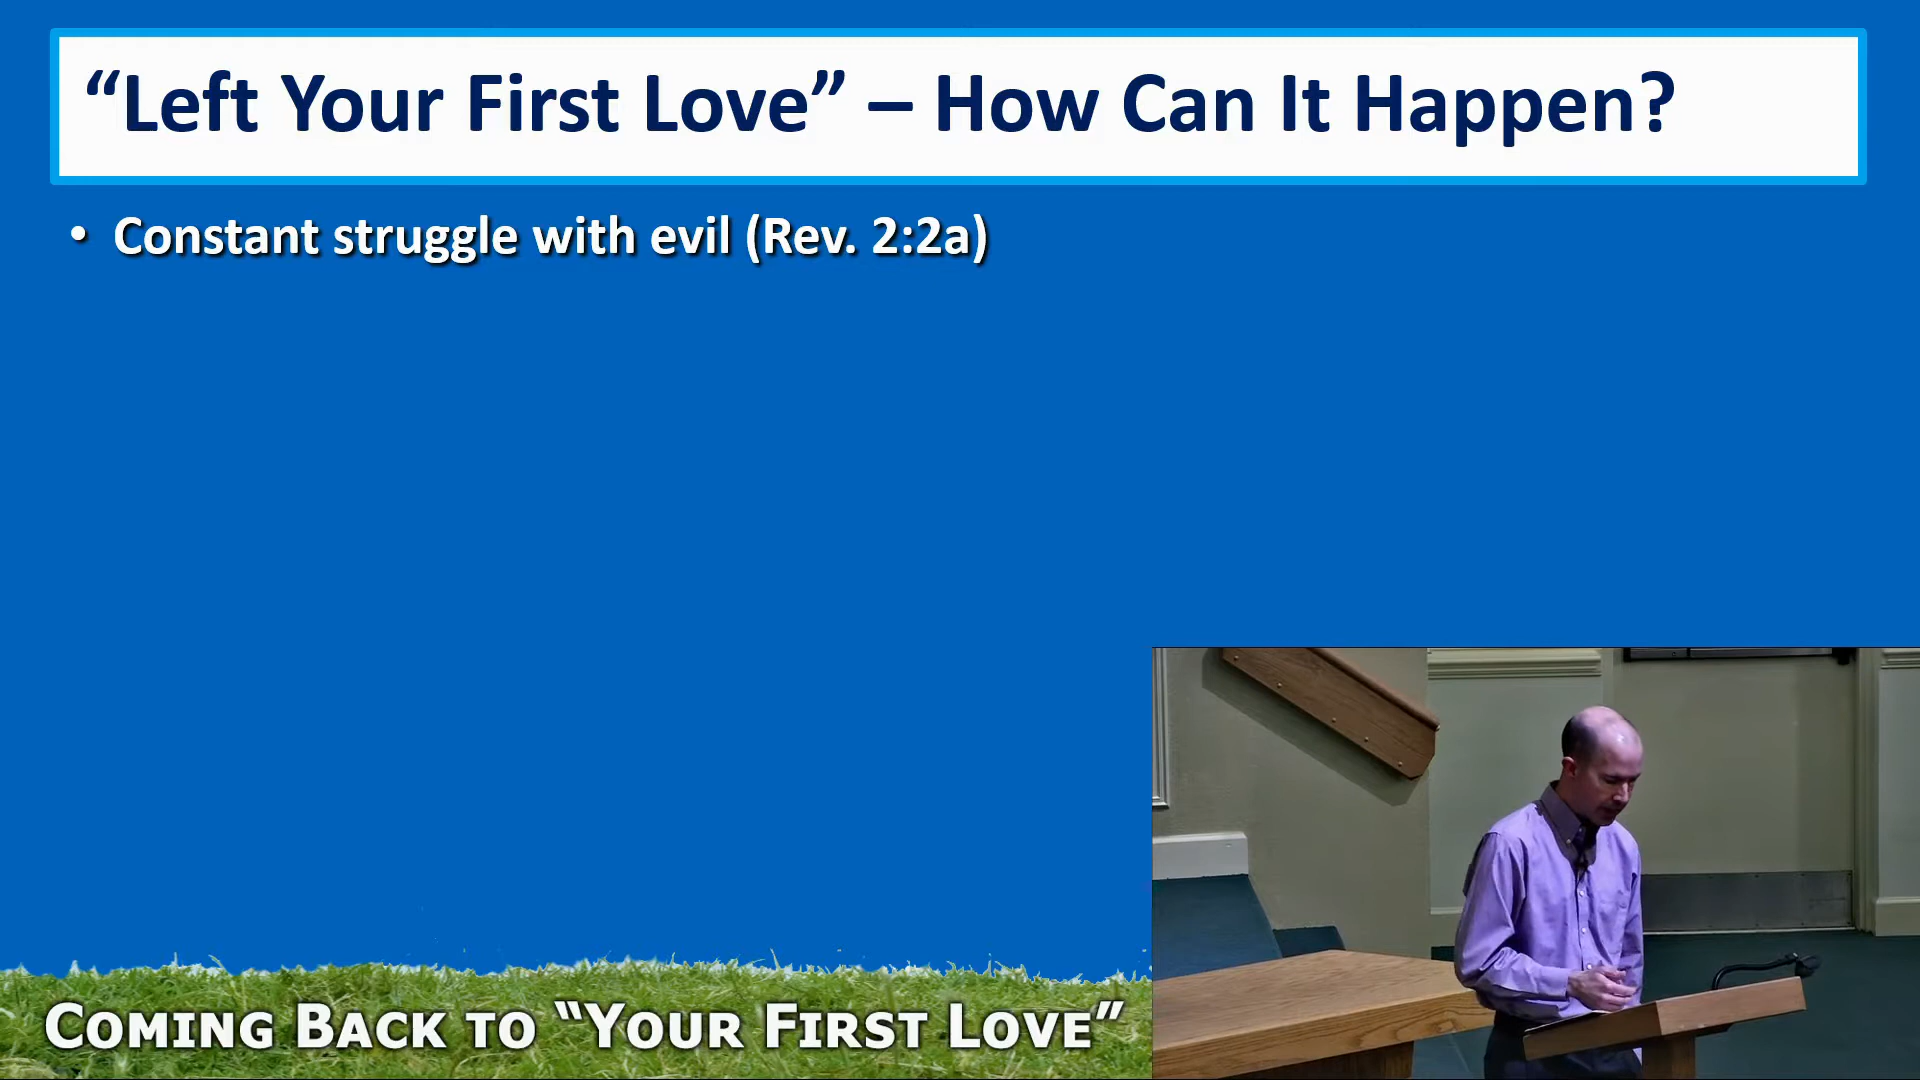 “Left Your First Love” – How Can It Happen?
• Constant struggle with evil (Rev. 2:2a)
Coming Back to “Your First Love”